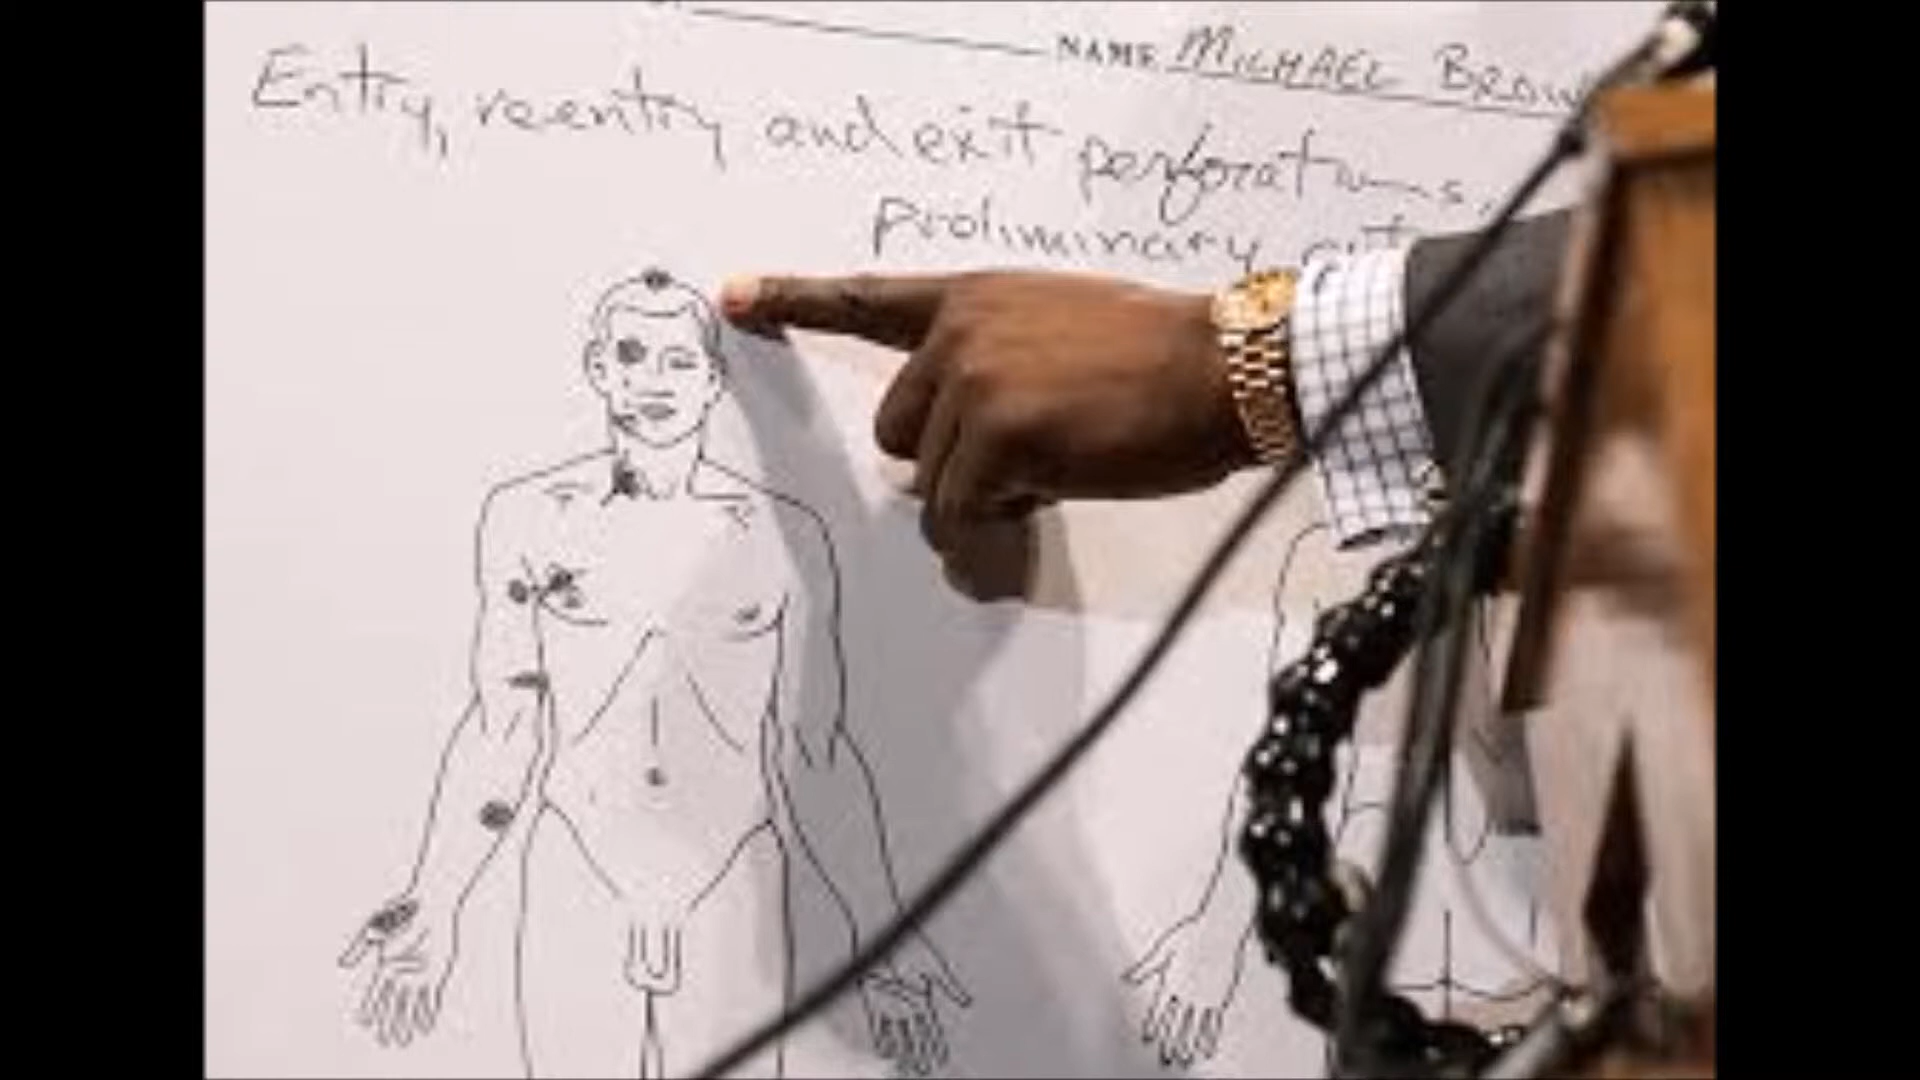 NAME MICHAEL BROW
Entry, reentry and exit perforations,
preliminary